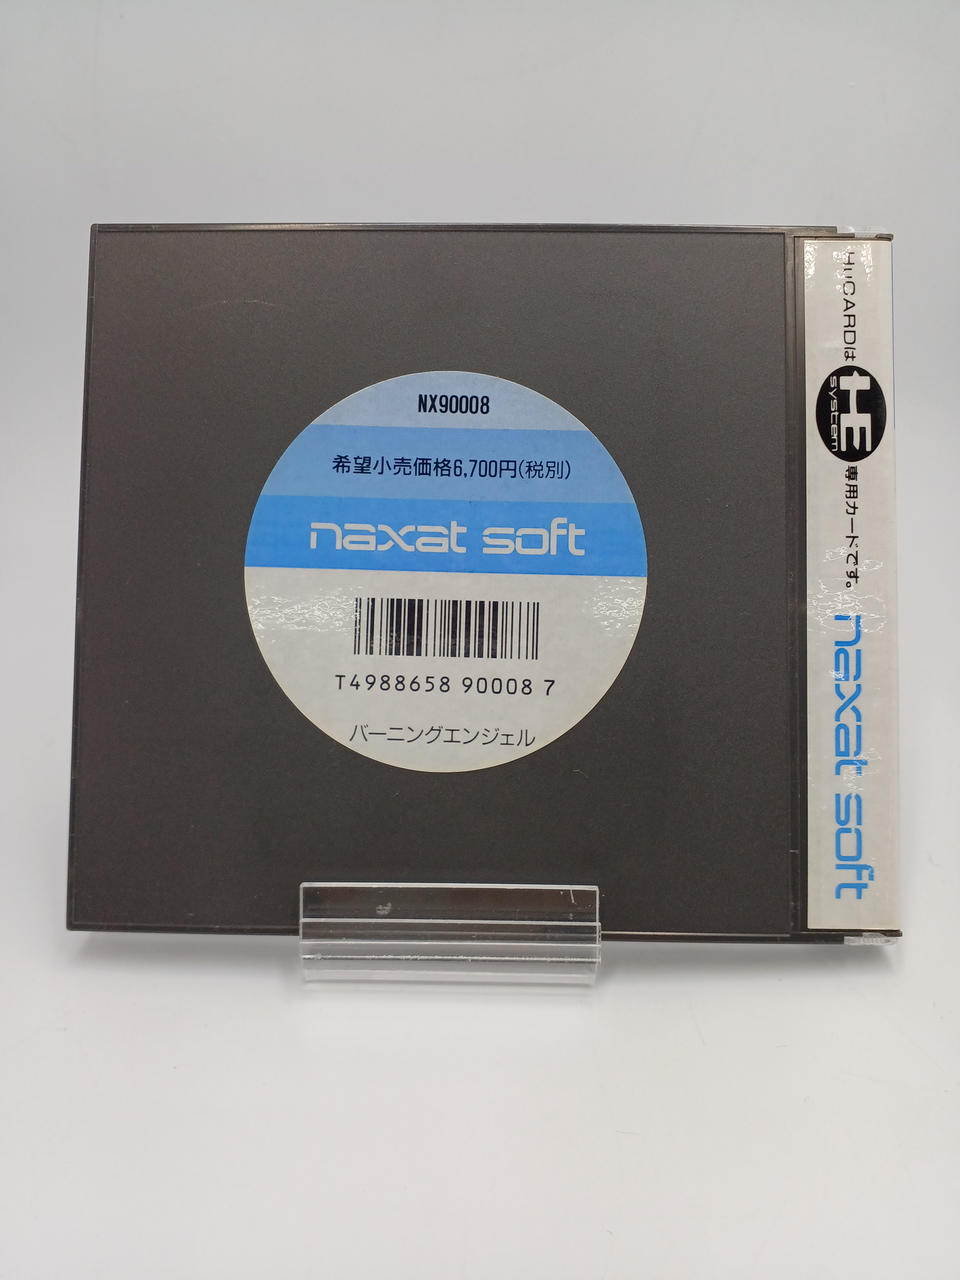 NX90008
希望小売価格6,700円(税別)
naxat soft
T4988658 90008 7
バーニングエンジェル
HuCARDは HE system 専用カードです。
naxat soft